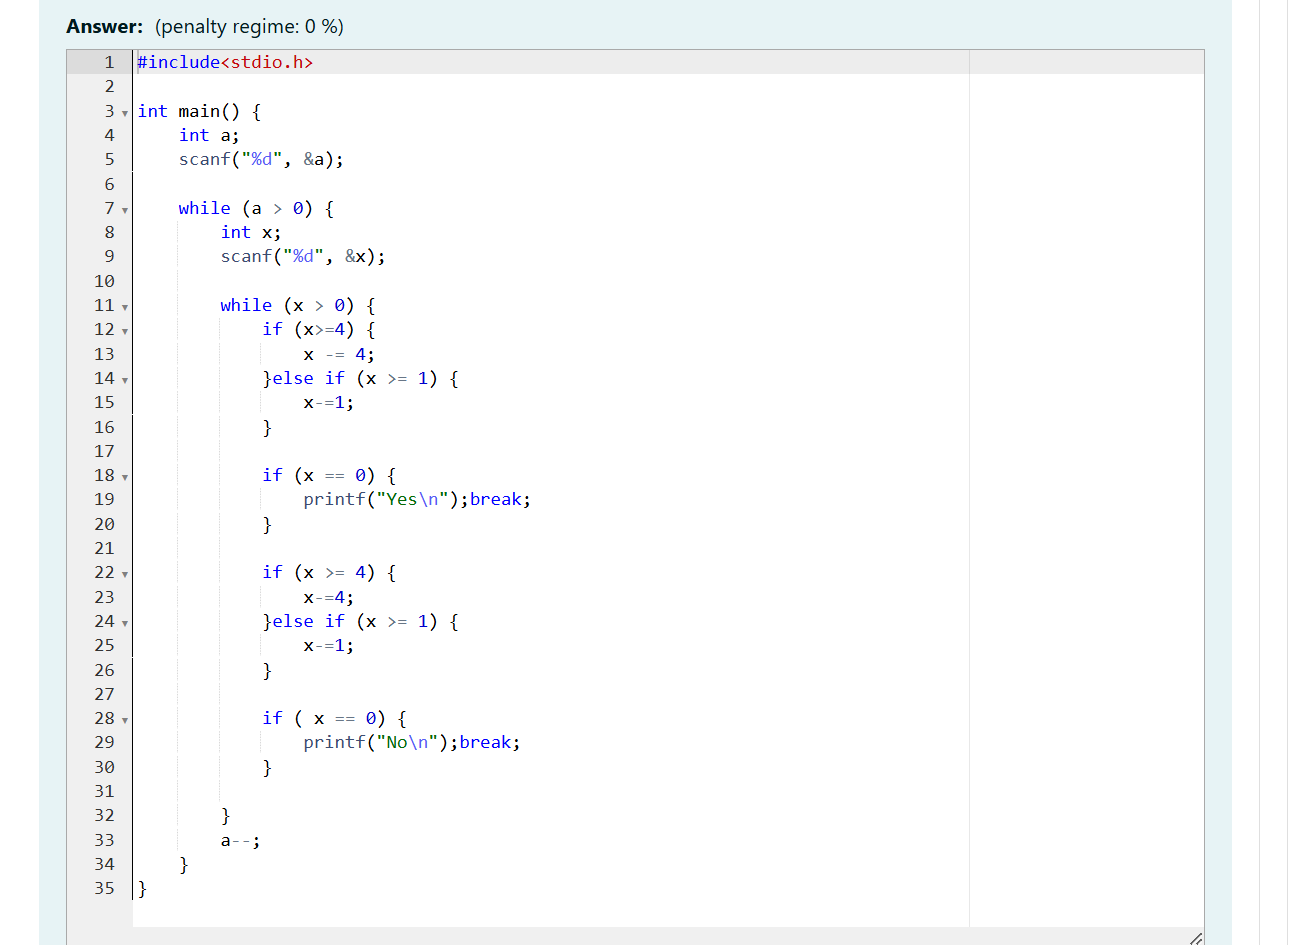 Answer: (penalty regime: 0 %)
1 #include<stdio.h>
2
3 int main() {
4     int a;
5     scanf("%d", &a);
6
7     while (a > 0) {
8         int x;
9         scanf("%d", &x);
10
11         while (x > 0) {
12             if (x>=4) {
13                 x -= 4;
14             }else if (x >= 1) {
15                 x-=1;
16             }
17
18             if (x == 0) {
19                 printf("Yes\n");break;
20             }
21
22             if (x >= 4) {
23                 x-=4;
24             }else if (x >= 1) {
25                 x-=1;
26             }
27
28             if ( x == 0) {
29                 printf("No\n");break;
30             }
31
32         }
33         a--;
34     }
35 }